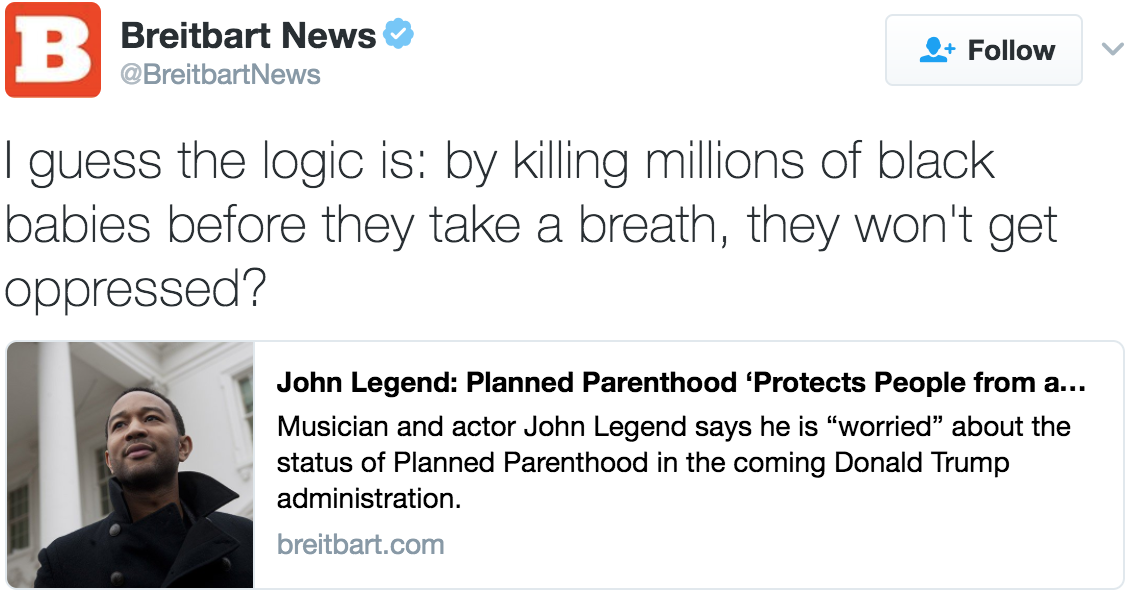 B
Breitbart News
@BreitbartNews
Follow
I guess the logic is: by killing millions of black
babies before they take a breath, they won't get
oppressed?
John Legend: Planned Parenthood ‘Protects People from a...
Musician and actor John Legend says he is “worried” about the
status of Planned Parenthood in the coming Donald Trump
administration.
breitbart.com